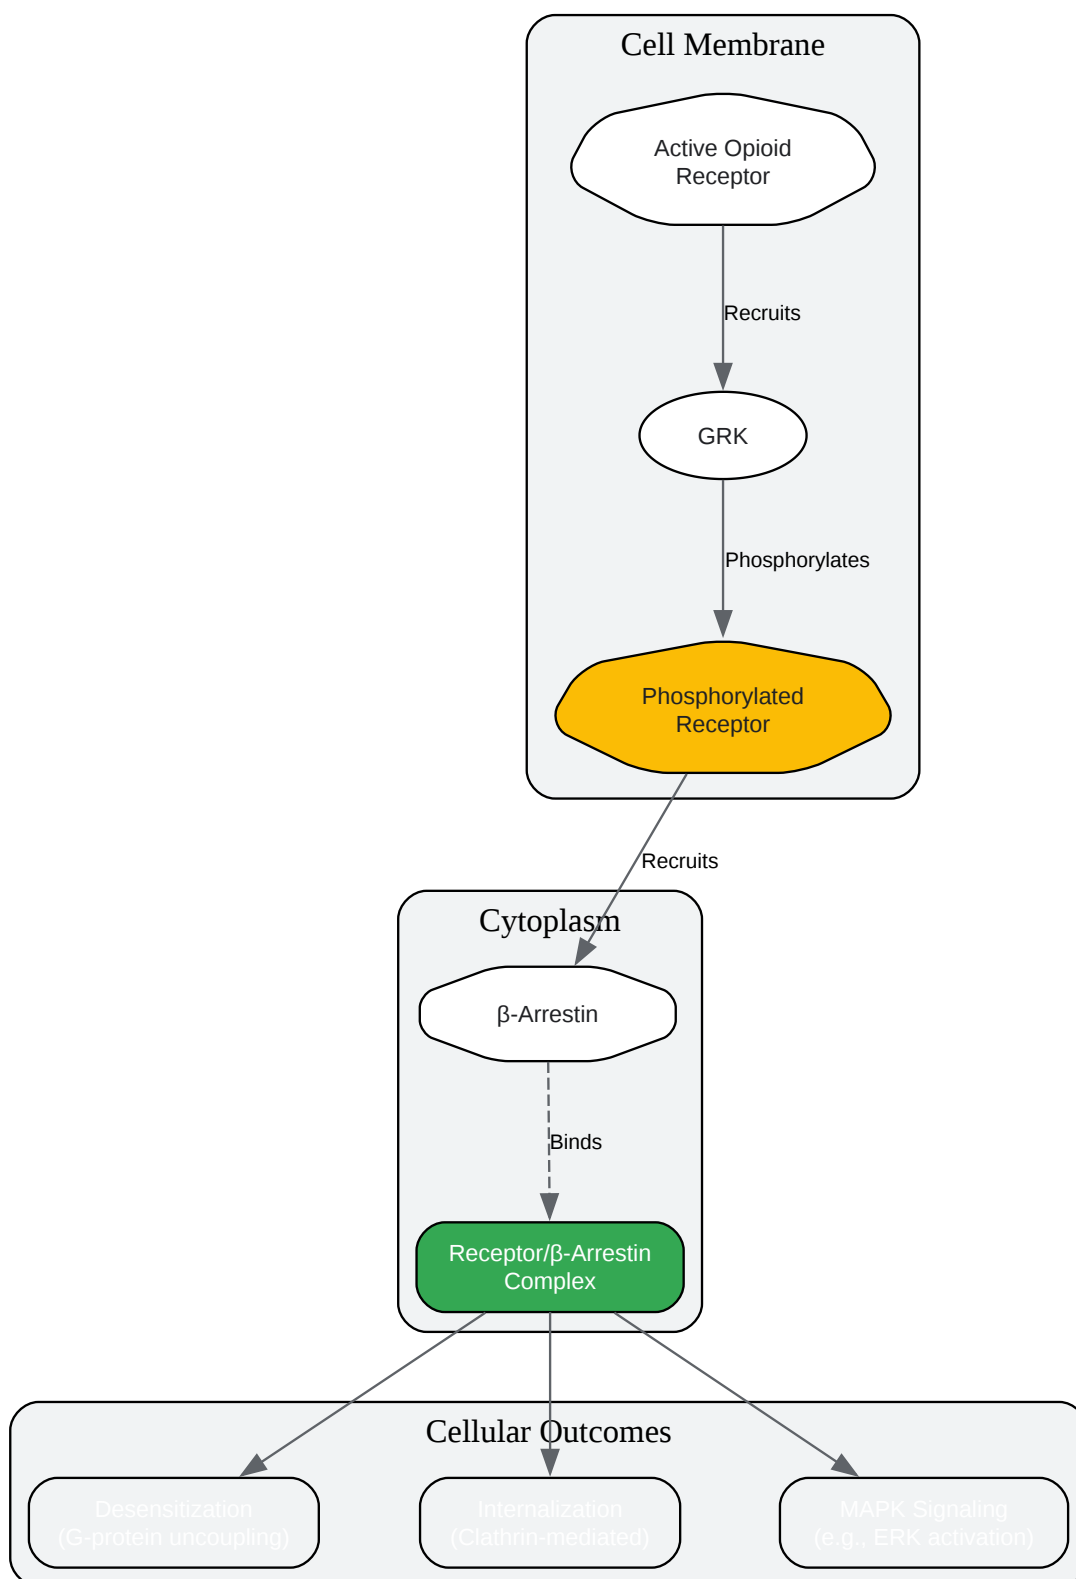 Cell Membrane
Active Opioid
Receptor
Recruits
GRK
Phosphorylates
Phosphorylated
Receptor
Recruits
Cytoplasm
β-Arrestin
Binds
Receptor/β-Arrestin
Complex
Cellular Outcomes
Desensitization
(G-protein uncoupling)
Internalization
(Clathrin-mediated)
MAPK Signaling
(e.g., ERK activation)